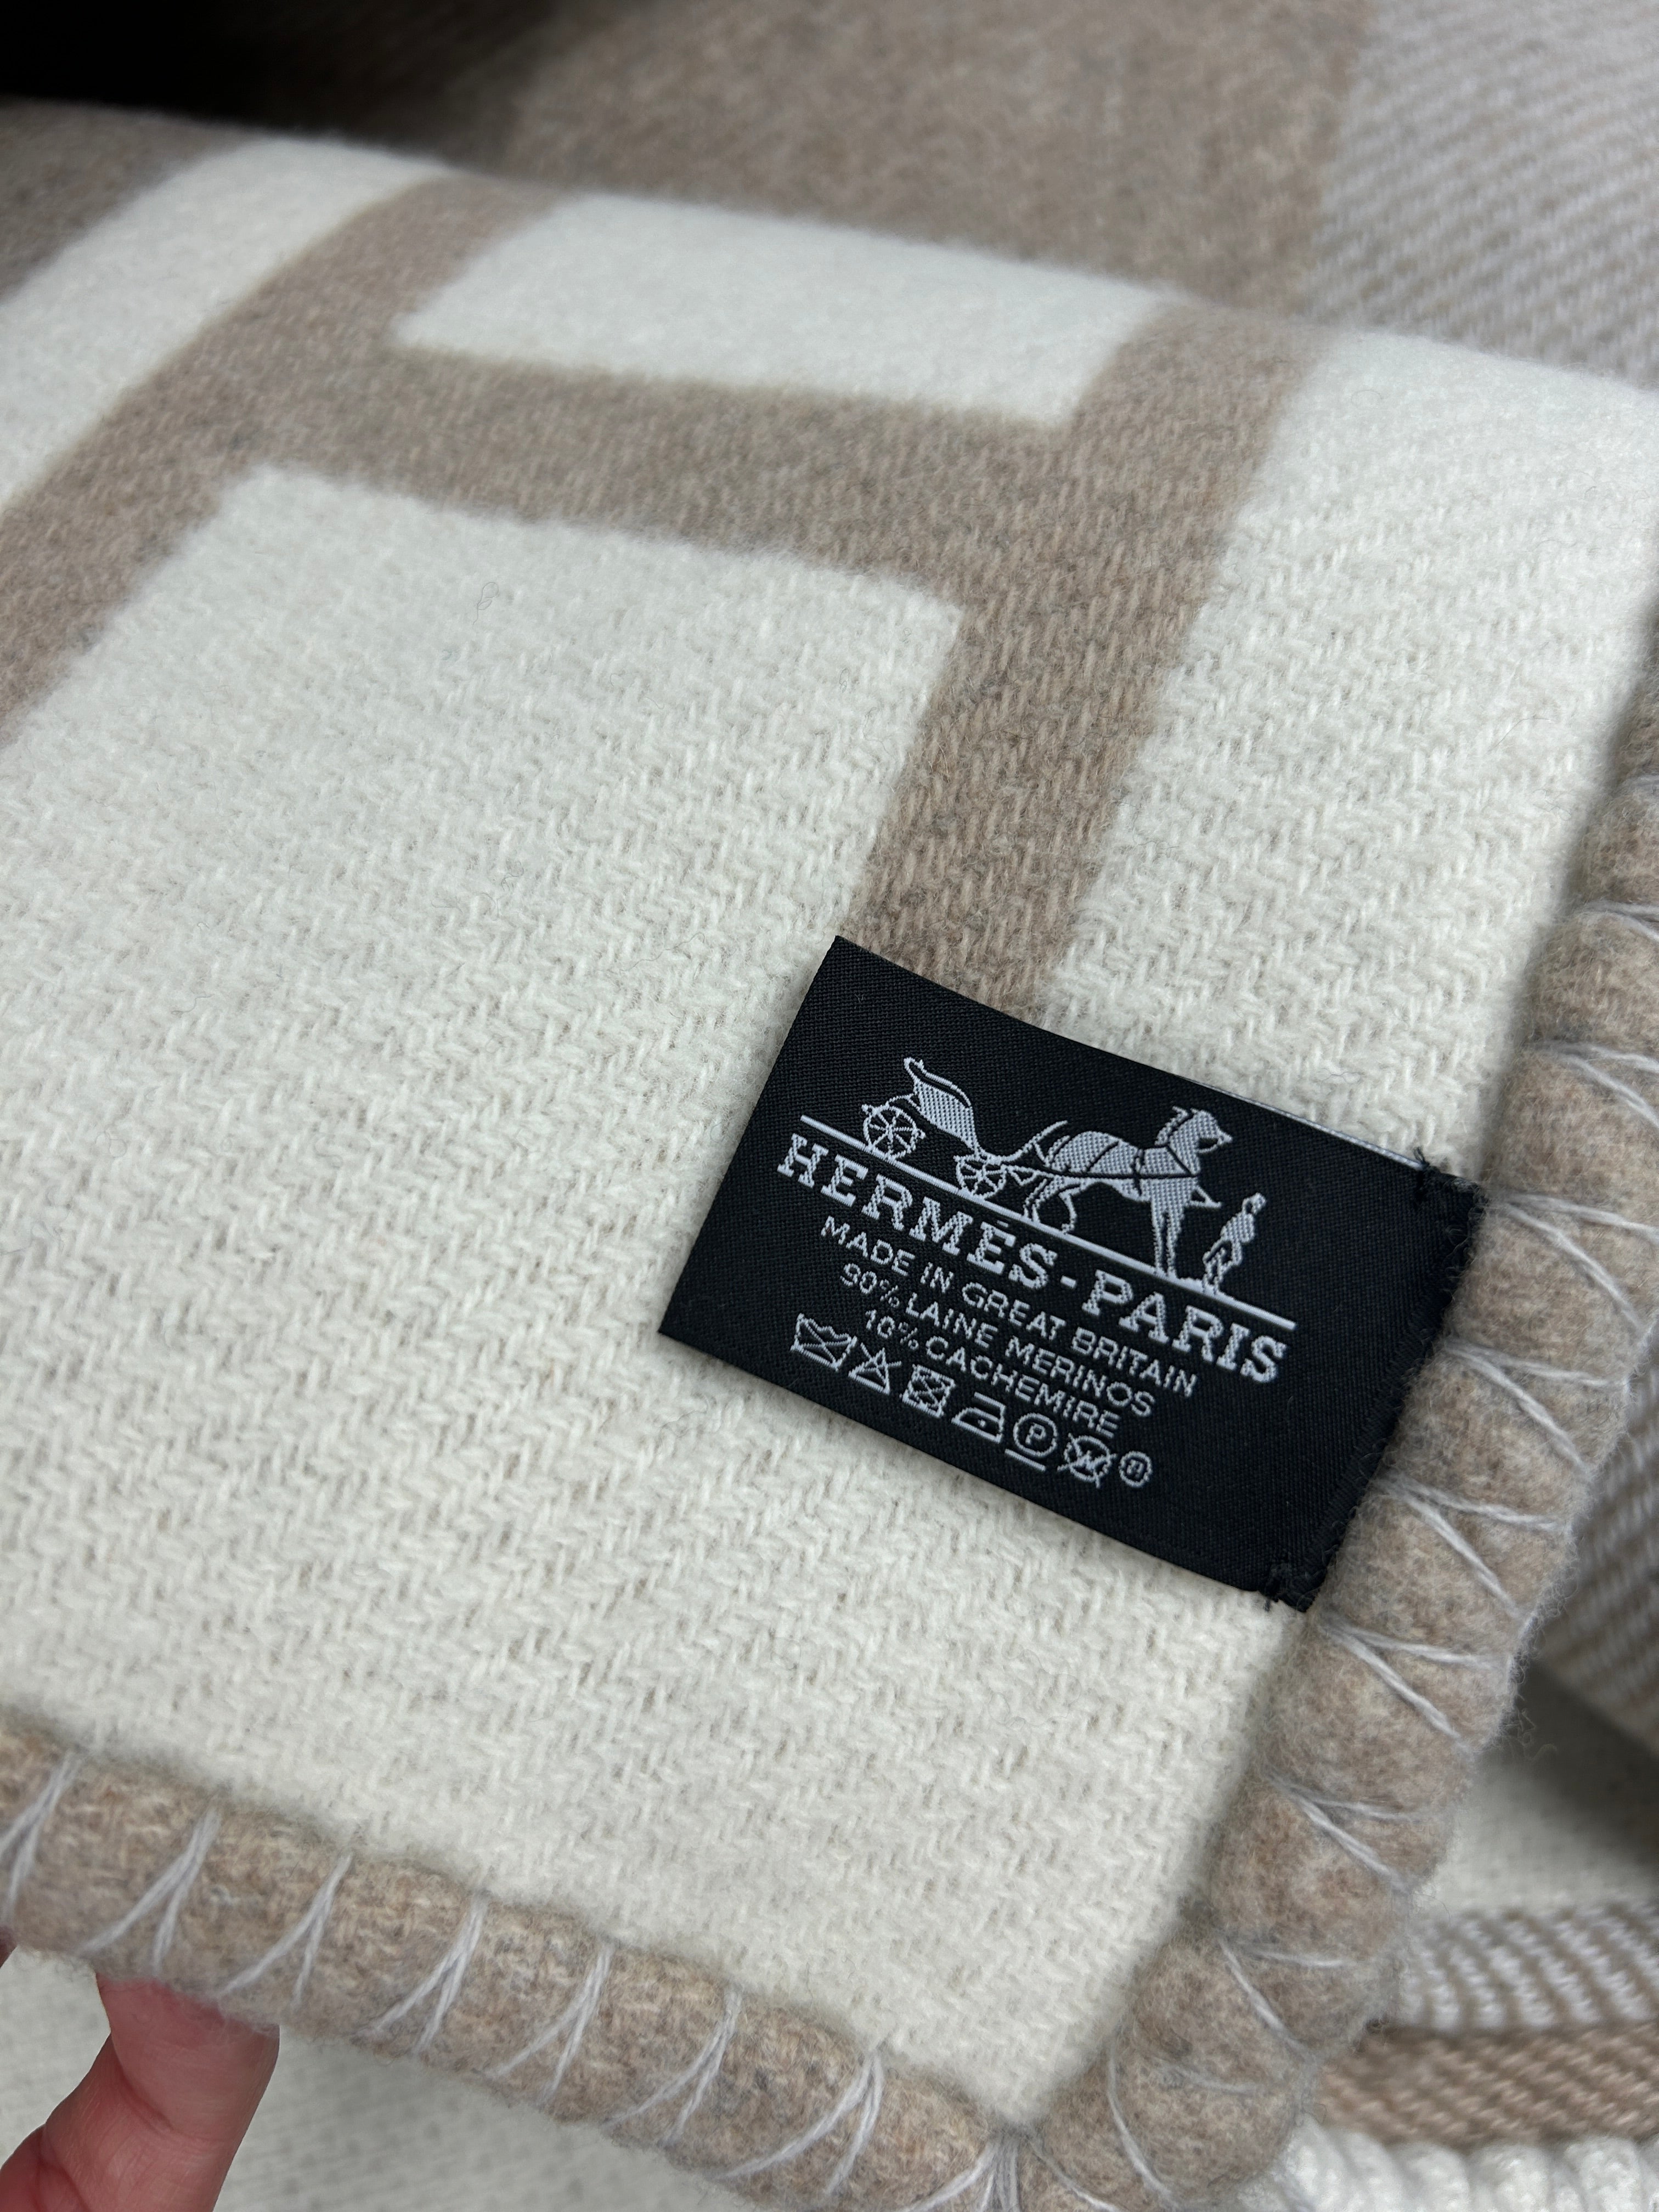 HERMÈS-PARIS
MADE IN GREAT BRITAIN
90% LAINE MERINOS
10% CACHEMIRE
P ®